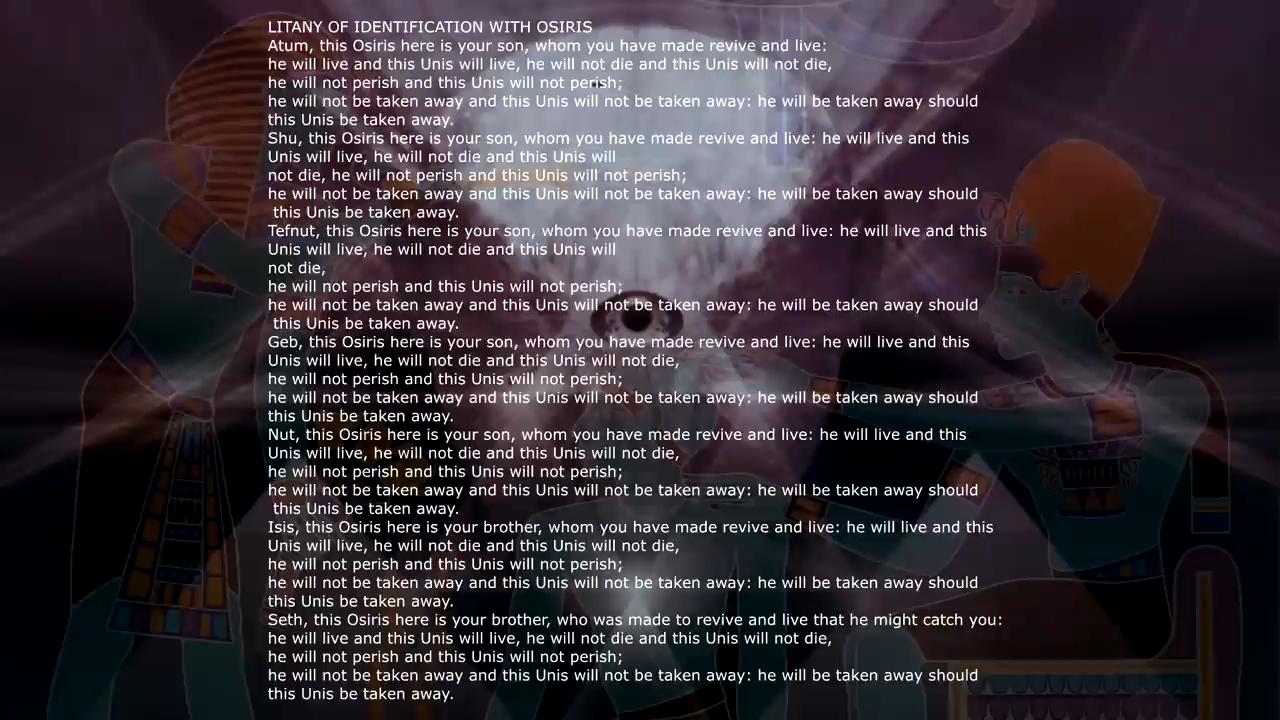 LITANY OF IDENTIFICATION WITH OSIRIS
Atum, this Osiris here is your son, whom you have made revive and live:
he will live and this Unis will live, he will not die and this Unis will not die,
he will not perish and this Unis will not perish;
he will not be taken away and this Unis will not be taken away: he will be taken away should
this Unis be taken away.
Shu, this Osiris here is your son, whom you have made revive and live: he will live and this
Unis will live, he will not die and this Unis will
not die, he will not perish and this Unis will not perish;
he will not be taken away and this Unis will not be taken away: he will be taken away should
this Unis be taken away.
Tefnut, this Osiris here is your son, whom you have made revive and live: he will live and this
Unis will live, he will not die and this Unis will
not die,
he will not perish and this Unis will not perish;
he will not be taken away and this Unis will not be taken away: he will be taken away should
this Unis be taken away.
Geb, this Osiris here is your son, whom you have made revive and live: he will live and this
Unis will live, he will not die and this Unis will not die,
he will not perish and this Unis will not perish;
he will not be taken away and this Unis will not be taken away: he will be taken away should
this Unis be taken away.
Nut, this Osiris here is your son, whom you have made revive and live: he will live and this
Unis will live, he will not die and this Unis will not die,
he will not perish and this Unis will not perish;
he will not be taken away and this Unis will not be taken away: he will be taken away should
this Unis be taken away.
Isis, this Osiris here is your brother, whom you have made revive and live: he will live and this
Unis will live, he will not die and this Unis will not die,
he will not perish and this Unis will not perish;
he will not be taken away and this Unis will not be taken away: he will be taken away should
this Unis be taken away.
Seth, this Osiris here is your brother, who was made to revive and live that he might catch you:
he will live and this Unis will live, he will not die and this Unis will not die,
he will not perish and this Unis will not perish;
he will not be taken away and this Unis will not be taken away: he will be taken away should
this Unis be taken away.